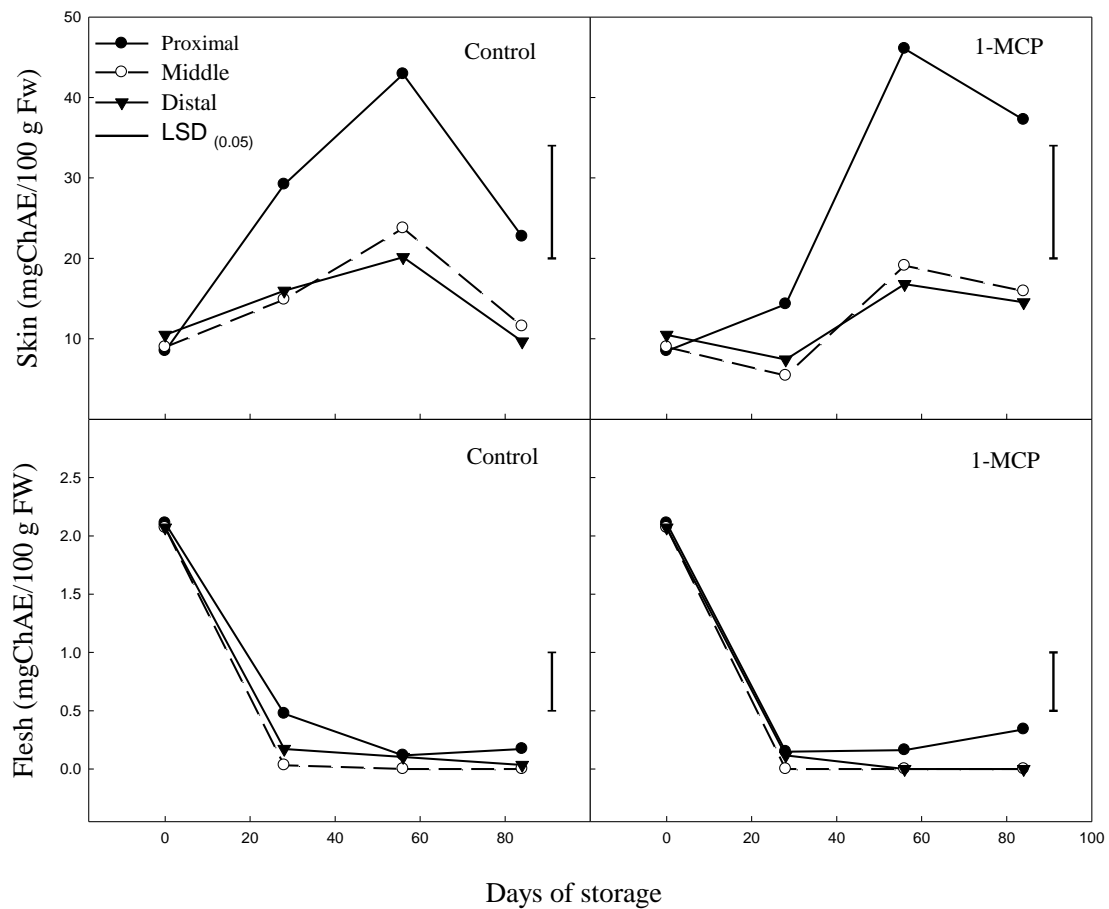 50
40
30
20
10
Skin (mgChAE/100 g Fw)
Proximal
Middle
Distal
LSD (0.05)
Control
1-MCP
2.5
2.0
1.5
1.0
0.5
0.0
Flesh (mgChAE/100 g FW)
Control
1-MCP
0 20 40 60 80
0 20 40 60 80 100
Days of storage